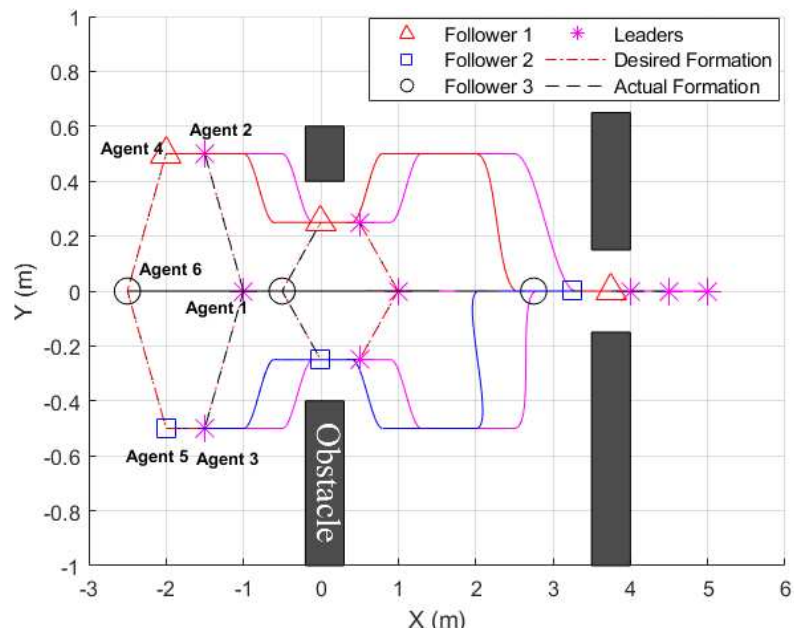 1
0.8
0.6
0.4
0.2
0
-0.2
-0.4
-0.6
-0.8
-1
Y (m)
Follower 1
Follower 2
Follower 3
Leaders
Desired Formation
Actual Formation
Agent 2
Agent 4
Agent 6
Agent 1
Agent 5
Agent 3
Obstacle
-3 -2 -1 0 1 2 3 4 5 6
X (m)